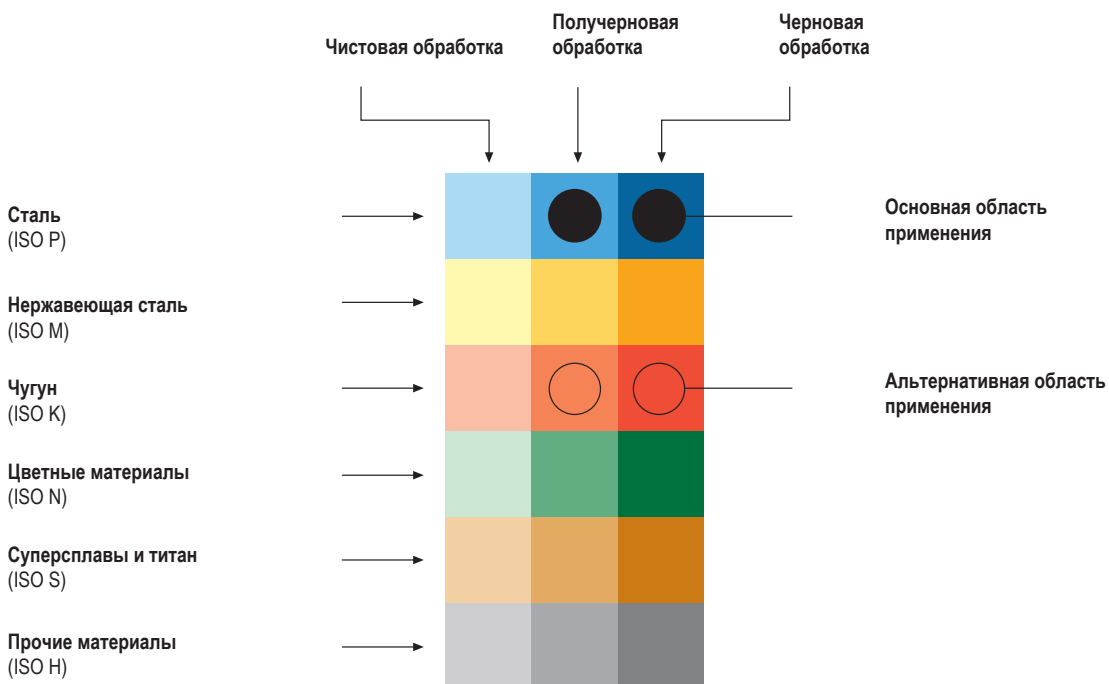 Чистовая обработка
Получерновая
обработка
Черновая
обработка
Сталь
(ISO P)
Основная область
применения
Нержавеющая сталь
(ISO M)
Чугун
(ISO K)
Альтернативная область
применения
Цветные материалы
(ISO N)
Суперсплавы и титан
(ISO S)
Прочие материалы
(ISO H)